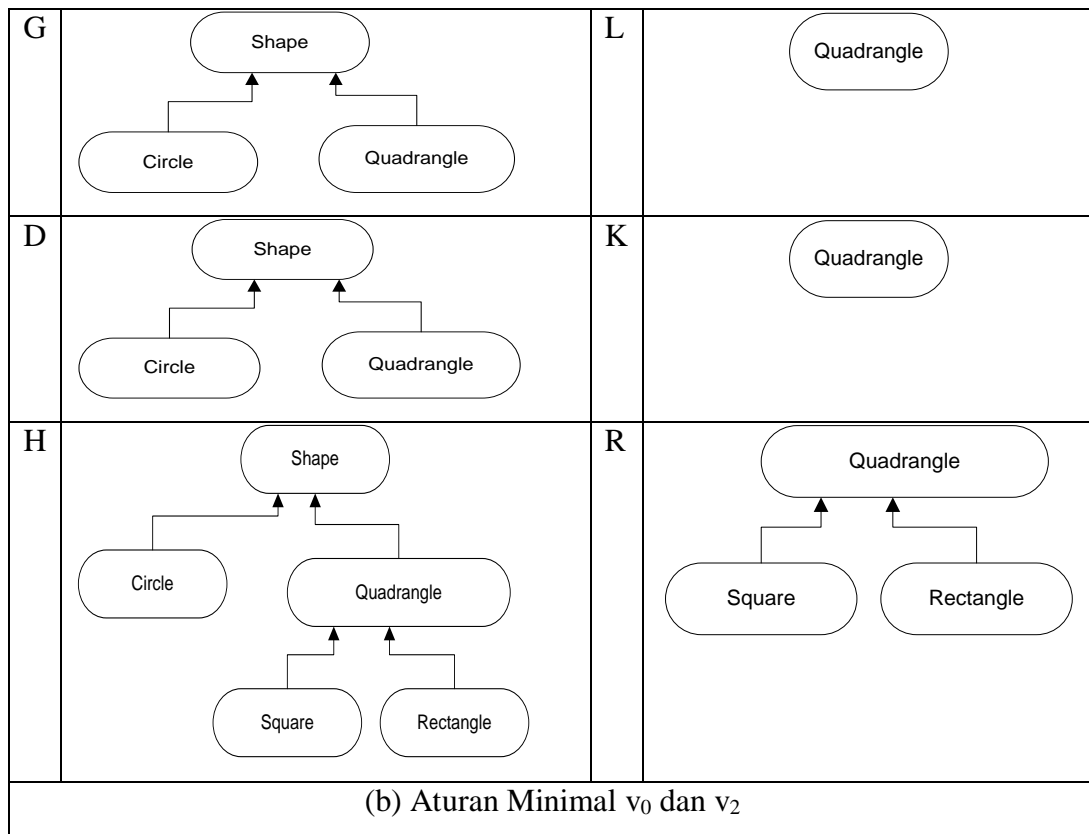 G
Shape
Circle
Quadrangle
L
Quadrangle
D
Shape
Circle
Quadrangle
K
Quadrangle
H
Shape
Circle
Quadrangle
Square
Rectangle
R
Quadrangle
Square
Rectangle
(b) Aturan Minimal v₀ dan v₂